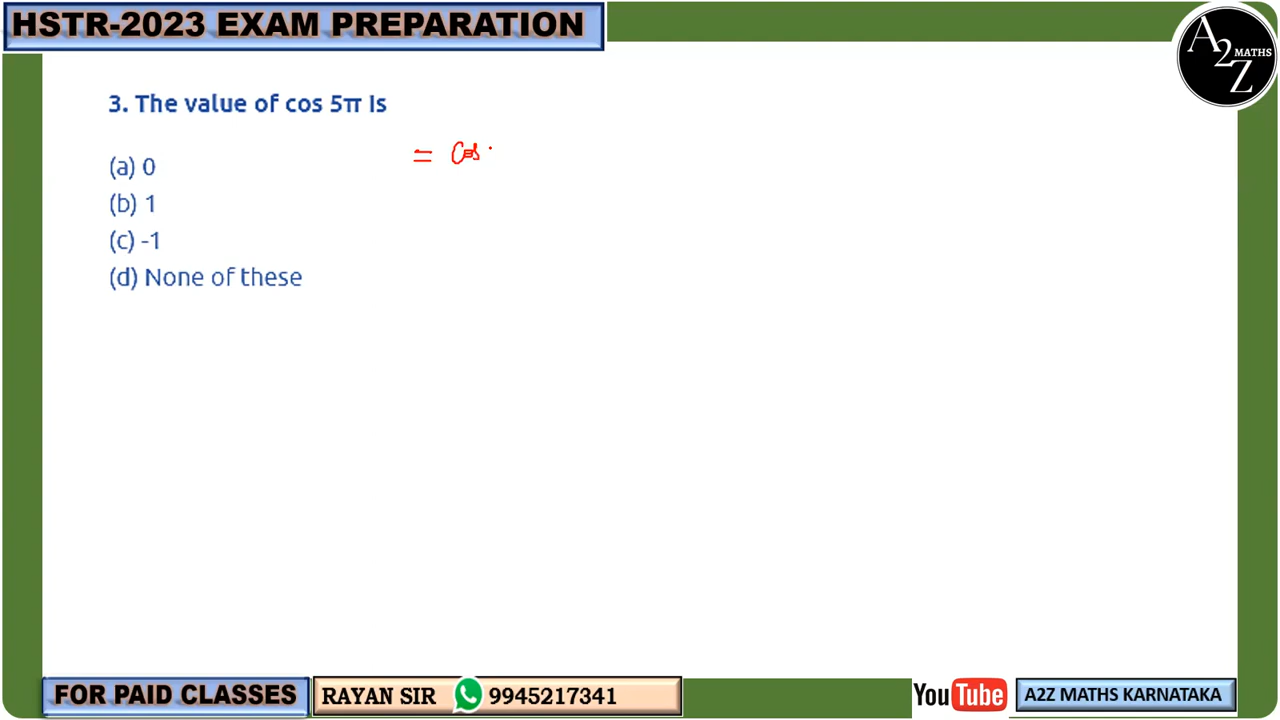 HSTR-2023 EXAM PREPARATION
A2Z MATHS
3. The value of cos 5π is
= Cos
(a) 0
(b) 1
(c) -1
(d) None of these
FOR PAID CLASSES
RAYAN SIR 9945217341
YouTube
A2Z MATHS KARNATAKA